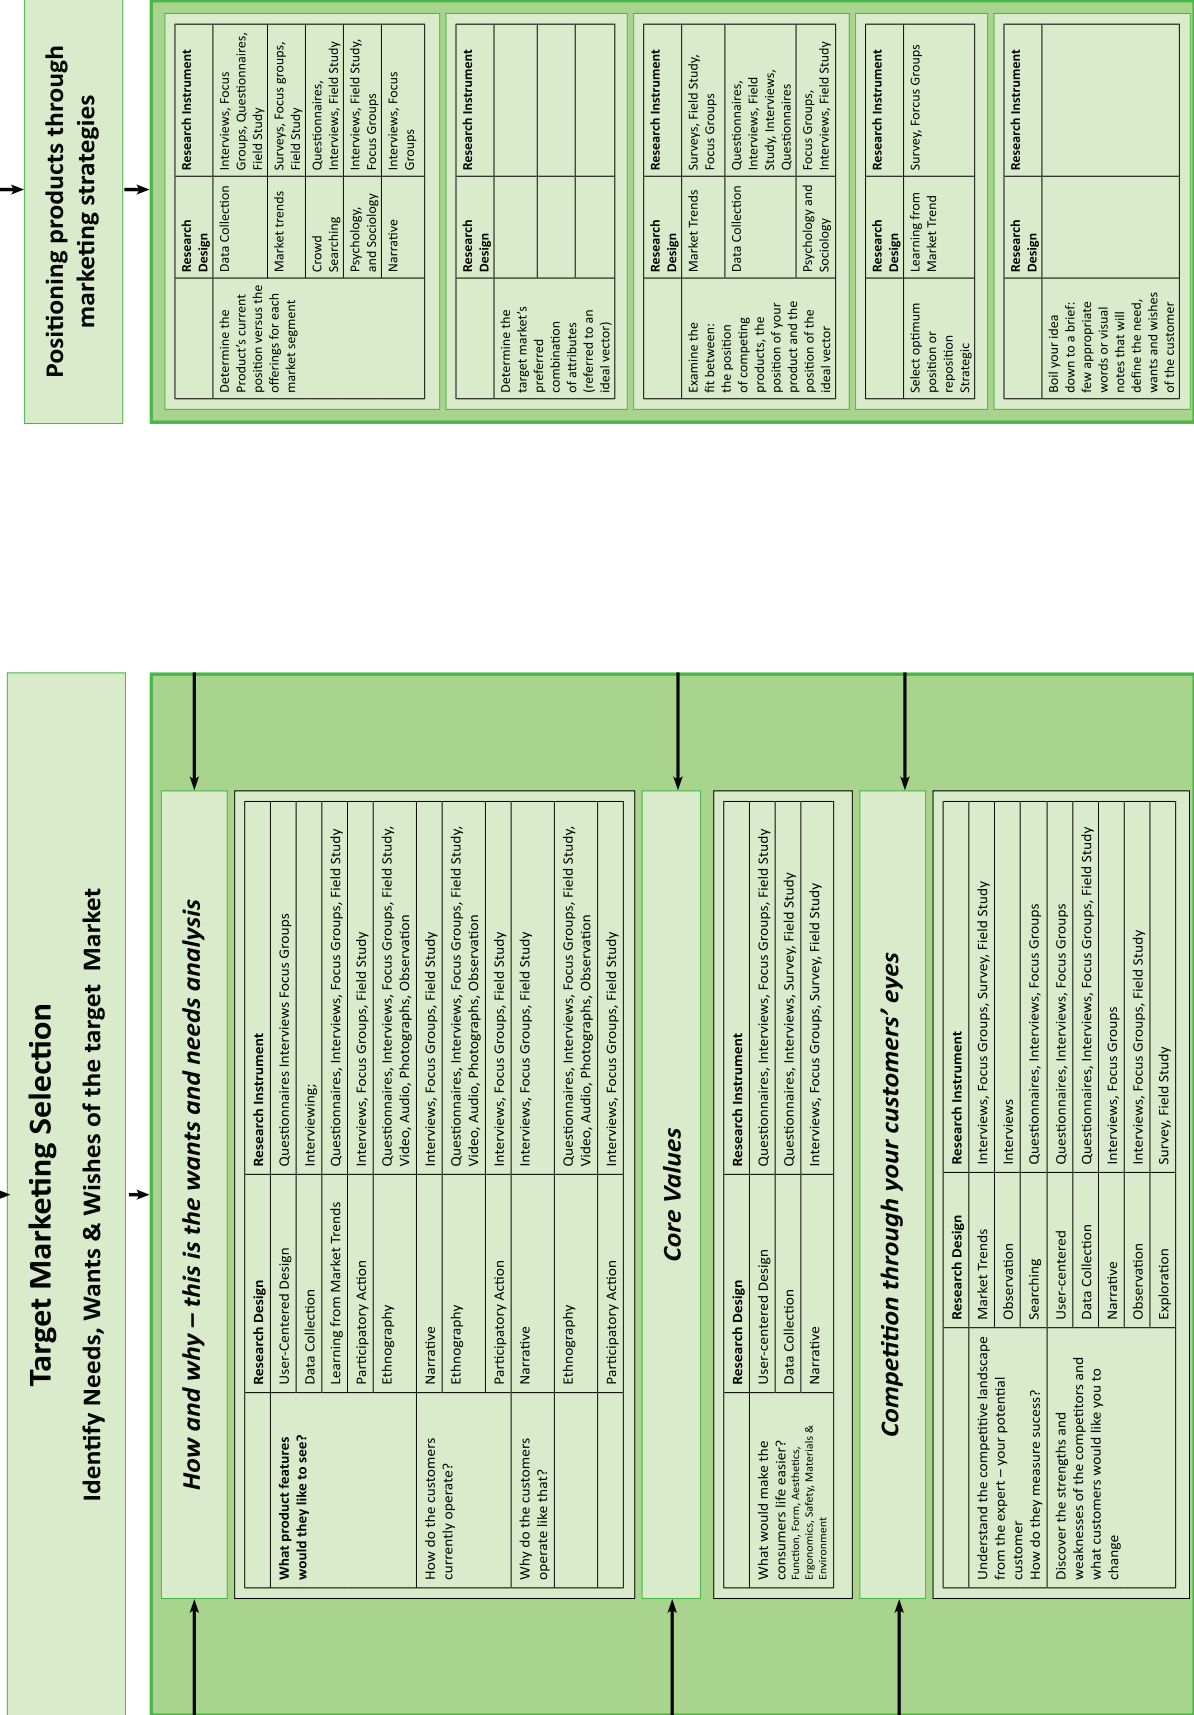 Target Marketing Selection
Identify Needs, Wants & Wishes of the target Market
How and why – this is the wants and needs analysis
Research Design
Research Instrument
What product features
would they like to see?
User-Centered Design
Questionnaires Interviews Focus Groups
Data Collection
Interviewing;
Learning from Market Trends
Questionnaires, Interviews, Focus Groups, Field Study
Participatory Action
Interviews, Focus Groups, Field Study
Ethnography
Questionnaires, Interviews, Focus Groups, Field Study,
Video, Audio, Photographs, Observation
How do the customers
currently operate?
Narrative
Interviews, Focus Groups, Field Study
Ethnography
Questionnaires, Interviews, Focus Groups, Field Study,
Video, Audio, Photographs, Observation
Participatory Action
Interviews, Focus Groups, Field Study
Why do the customers
operate like that?
Narrative
Interviews, Focus Groups, Field Study
Ethnography
Questionnaires, Interviews, Focus Groups, Field Study,
Video, Audio, Photographs, Observation
Participatory Action
Interviews, Focus Groups, Field Study
Core Values
Research Design
Research Instrument
What would make the
consumers life easier?
Function, Form, Aesthetics,
Ergonomics, Safety, Materials &
Environment
User-centered Design
Questionnaires, Interviews, Focus Groups, Field Study
Data Collection
Questionnaires, Interviews, Survey, Field Study
Narrative
Interviews, Focus Groups, Survey, Field Study
Competition through your customers’ eyes
Research Design
Research Instrument
Understand the competitive landscape
from the expert – your potential
customer
How do they measure sucess?
Market Trends
Interviews, Focus Groups, Survey, Field Study
Observation
Interviews
Searching
Questionnaires, Interviews, Focus Groups
Discover the strengths and
weaknesses of the competitors and
what customers would like you to
change
User-centered
Questionnaires, Interviews, Focus Groups
Data Collection
Questionnaires, Interviews, Focus Groups, Field Study
Narrative
Interviews, Focus Groups
Observation
Interviews, Focus Groups, Field Study
Exploration
Survey, Field Study
Positioning products through
marketing strategies
Research
Design
Research Instrument
Determine the
Product’s current
position versus the
offerings for each
market segment
Data Collection
Interviews, Focus
Groups, Questionnaires,
Field Study
Market trends
Surveys, Focus groups,
Field Study
Crowd
Searching
Questionnaires,
Interviews, Field Study
Psychology,
and Sociology
Interviews, Field Study,
Focus Groups
Narrative
Interviews, Focus
Groups
Research
Design
Research Instrument
Determine the
target market’s
preferred
combination
of attributes
(referred to an
ideal vector)
Research
Design
Research Instrument
Examine the
fit between:
the position
of competing
products, the
position of your
product and the
position of the
ideal vector
Market Trends
Surveys, Field Study,
Focus Groups
Data Collection
Questionnaires,
Interviews, Field
Study, Interviews,
Questionnaires
Psychology and
Sociology
Focus Groups,
Interviews, Field Study
Research
Design
Research Instrument
Select optimum
position or
reposition
Strategic
Learning from
Market Trend
Survey, Forcus Groups
Research
Design
Research Instrument
Boil your idea
down to a brief:
few appropriate
words or visual
notes that will
define the need,
wants and wishes
of the customer